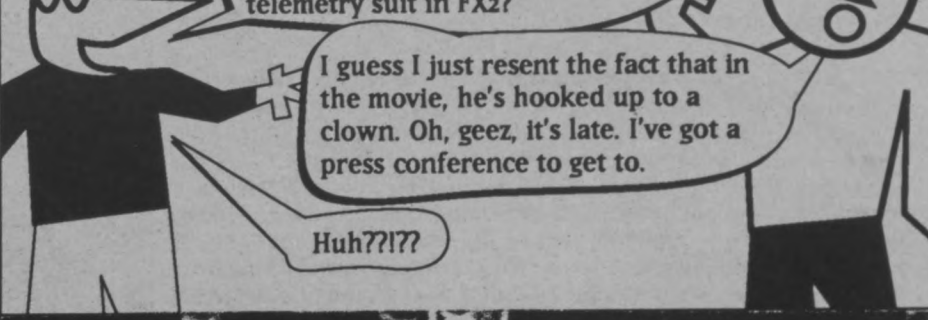 telemetry suit in FX2?
I guess I just resent the fact that in
the movie, he's hooked up to a
clown. Oh, geez, it's late. I've got a
press conference to get to.
Huh??!??